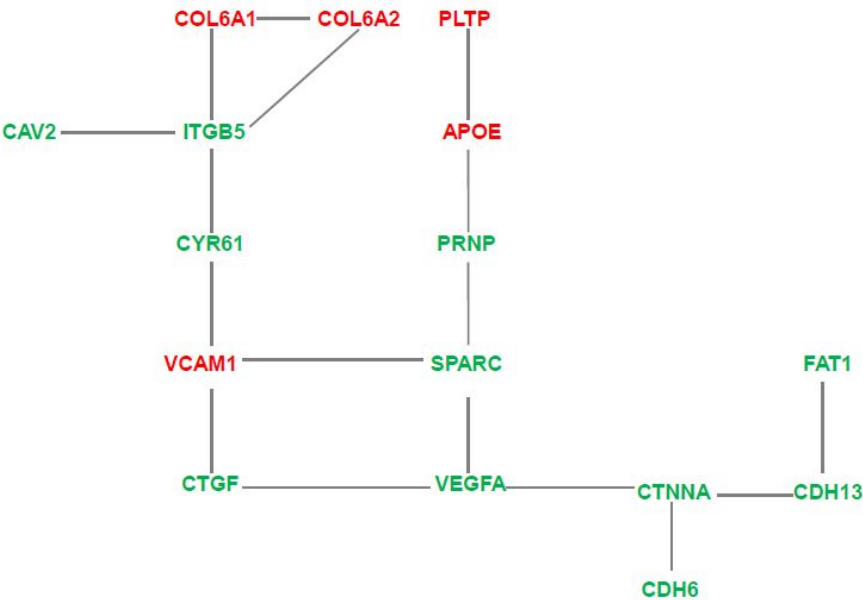 COL6A1 COL6A2 PLTP
CAV2 ITGB5 APOE
CYR61 PRNP
VCAM1 SPARC FAT1
CTGF VEGFA CTNNA CDH13
CDH6